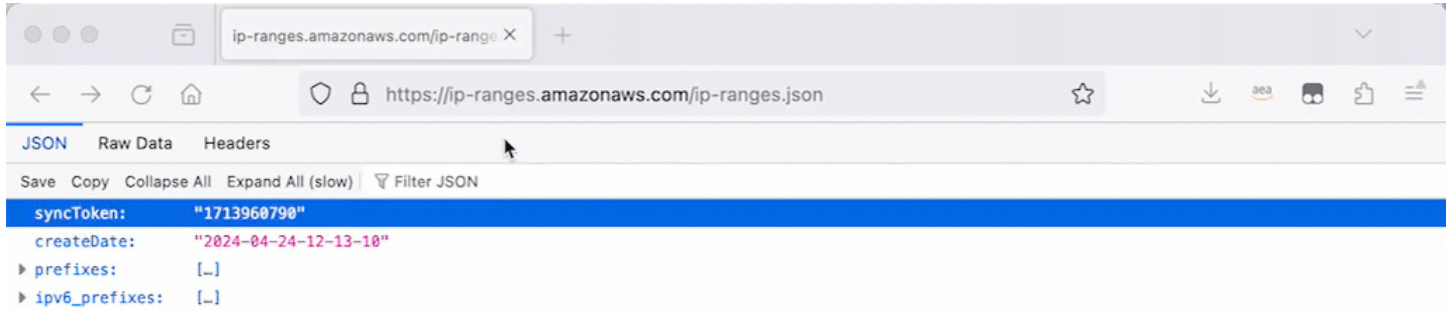 ip-ranges.amazonaws.com/ip-range
https://ip-ranges.amazonaws.com/ip-ranges.json
aea
JSON Raw Data Headers
Save Copy Collapse All Expand All (slow) Filter JSON
syncToken: "1713960790"
createDate: "2024-04-24-12-13-10"
prefixes: […]
ipv6_prefixes: […]